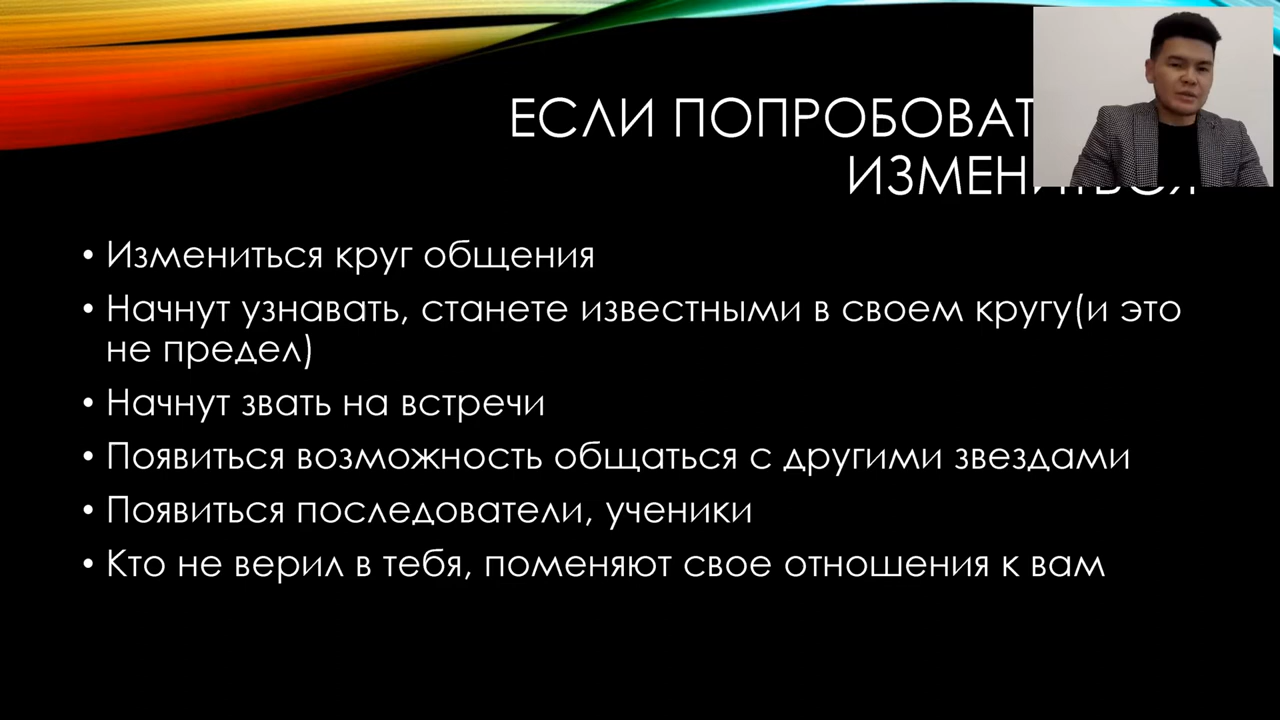 ЕСЛИ ПОПРОБОВАТ
ИЗМЕНИТЬСЯ
• Измениться круг общения
• Начнут узнавать, станете известными в своем кругу(и это
не предел)
• Начнут звать на встречи
• Появиться возможность общаться с другими звездами
• Появиться последователи, ученики
• Кто не верил в тебя, поменяют свое отношения к вам